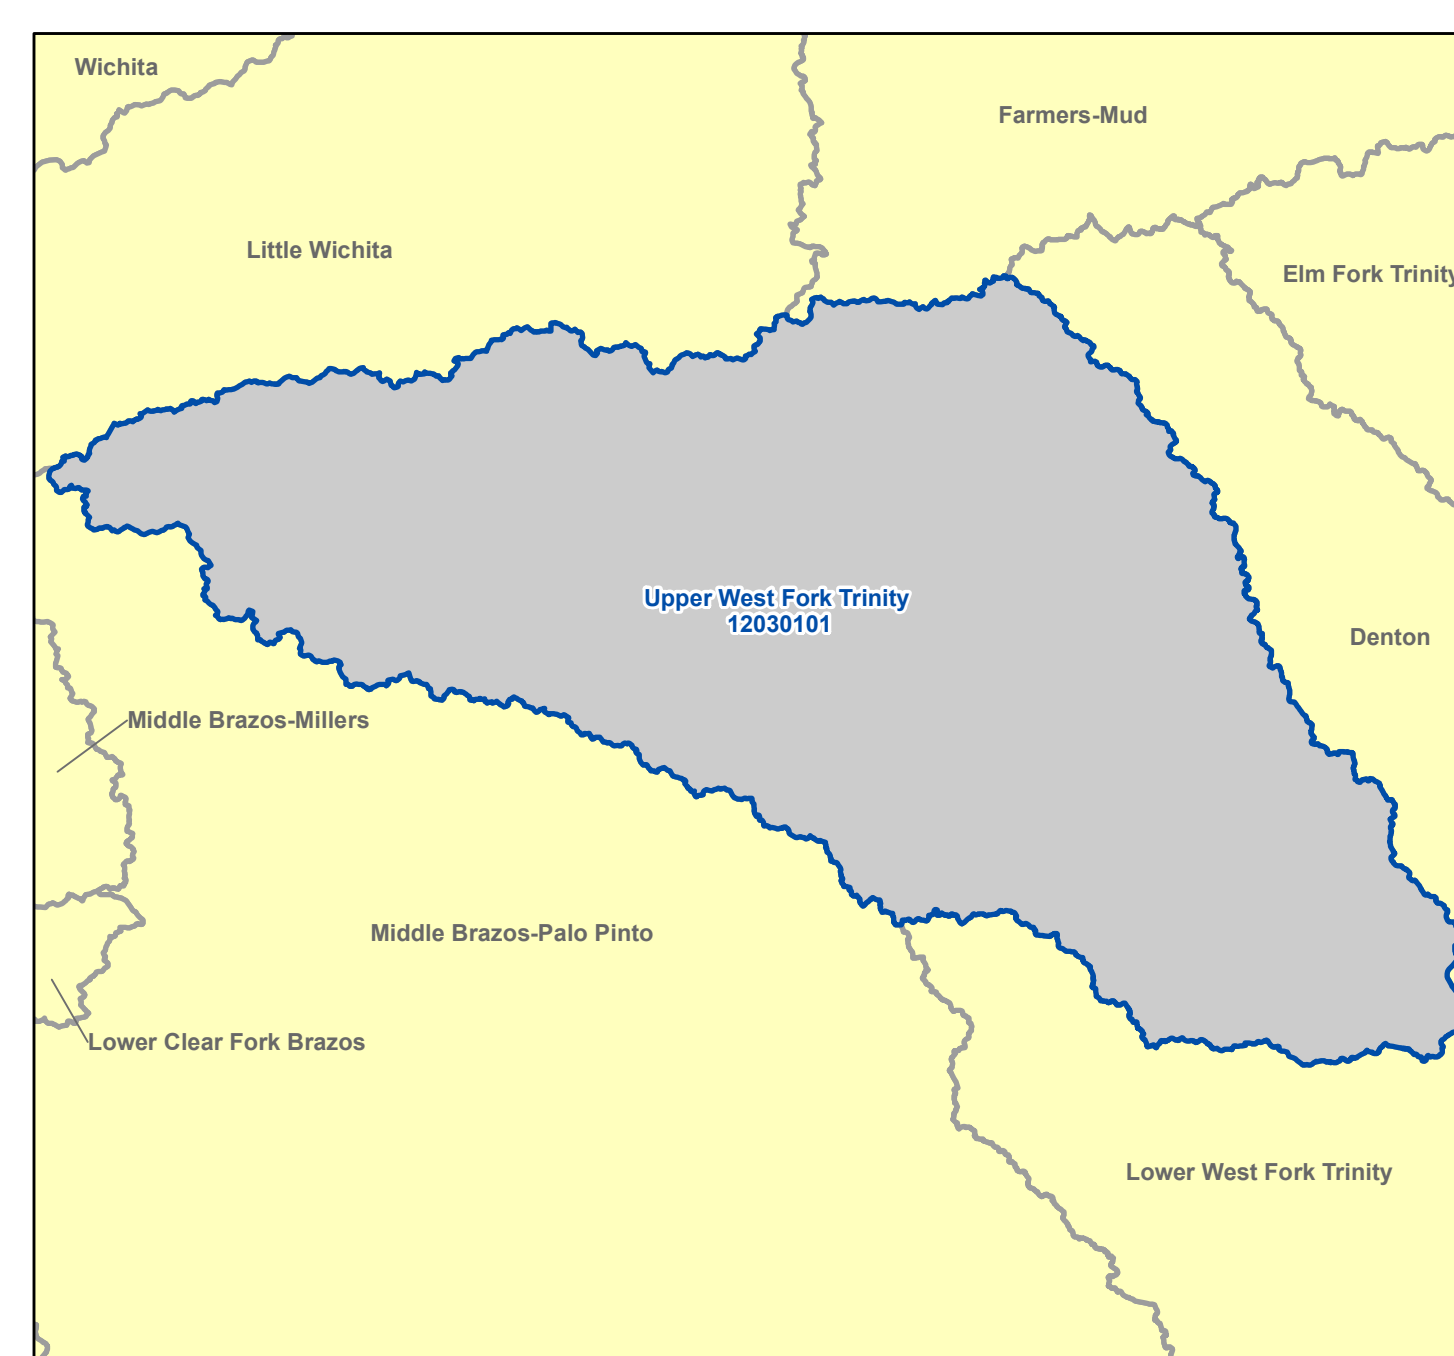 Wichita
Farmers-Mud
Little Wichita
Elm Fork Trinity
Upper West Fork Trinity
12030101
Denton
Middle Brazos-Millers
Middle Brazos-Palo Pinto
Lower Clear Fork Brazos
Lower West Fork Trinity